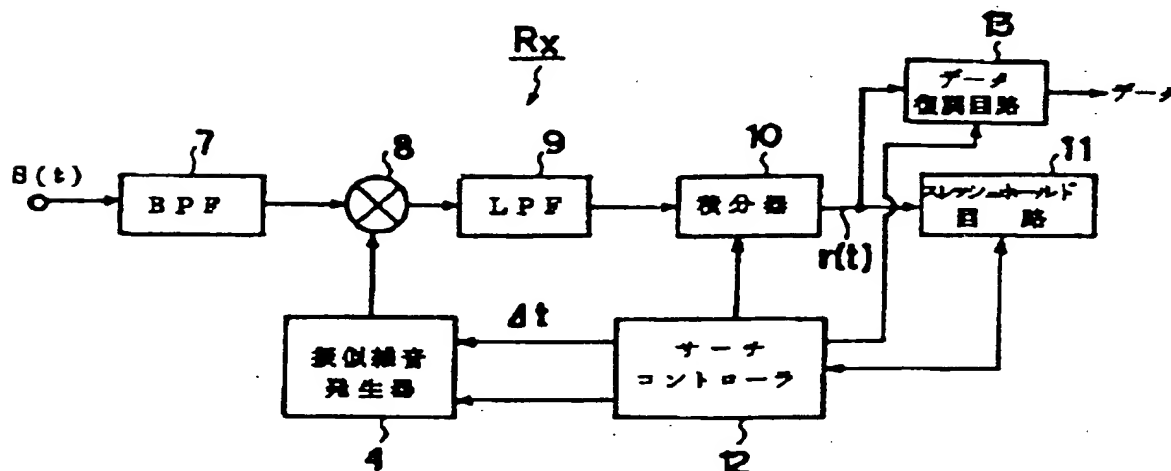 Rx
13
データ
復調回路
データ
S(t)
7
BPF
8
9
LPF
10
積分器
r(t)
11
スレッショホールド
回路
Δt
擬似雑音
発生器
4
サーチ
コントローラ
12